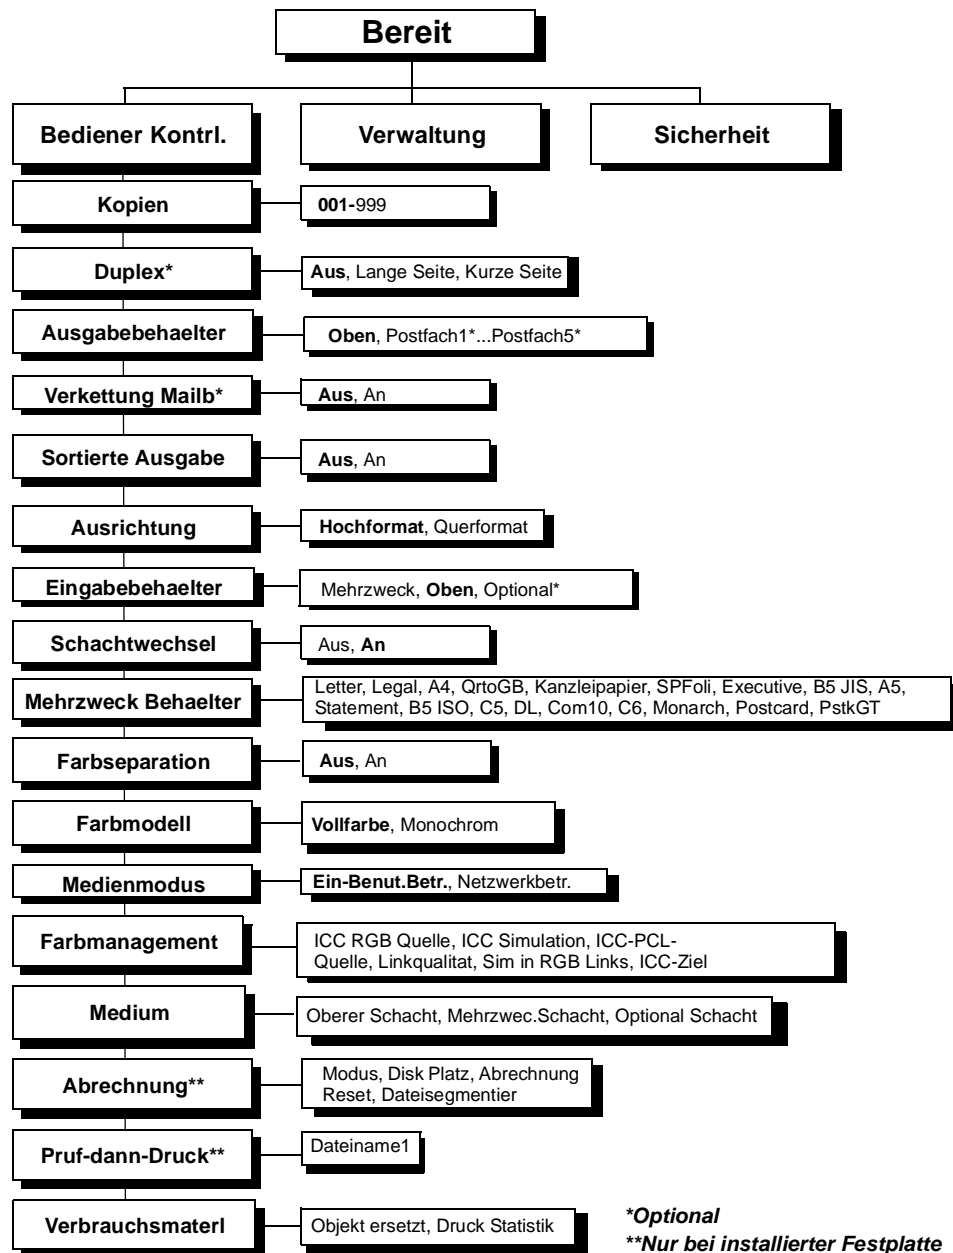 Bereit
Bediener Kontrl.
Verwaltung
Sicherheit
Kopien
001-999
Duplex*
Aus, Lange Seite, Kurze Seite
Ausgabebehaelter
Oben, Postfach1*...Postfach5*
Verkettung Mailb*
Aus, An
Sortierte Ausgabe
Aus, An
Ausrichtung
Hochformat, Querformat
Eingabebehaelter
Mehrzweck, Oben, Optional*
Schachtwechsel
Aus, An
Mehrzweck Behaelter
Letter, Legal, A4, QrtoGB, Kanzleipapier, SPFoli, Executive, B5 JIS, A5,
Statement, B5 ISO, C5, DL, Com10, C6, Monarch, Postcard, PstkGT
Farbseparation
Aus, An
Farbmodell
Vollfarbe, Monochrom
Medienmodus
Ein-Benut.Betr., Netzwerkbetr.
Farbmanagement
ICC RGB Quelle, ICC Simulation, ICC-PCL-
Quelle, Linkqualitat, Sim in RGB Links, ICC-Ziel
Medium
Oberer Schacht, Mehrzwec.Schacht, Optional Schacht
Abrechnung**
Modus, Disk Platz, Abrechnung
Reset, Dateisegmentier
Pruf-dann-Druck**
Dateiname1
Verbrauchsmaterl
Objekt ersetzt, Druck Statistik
*Optional
**Nur bei installierter Festplatte